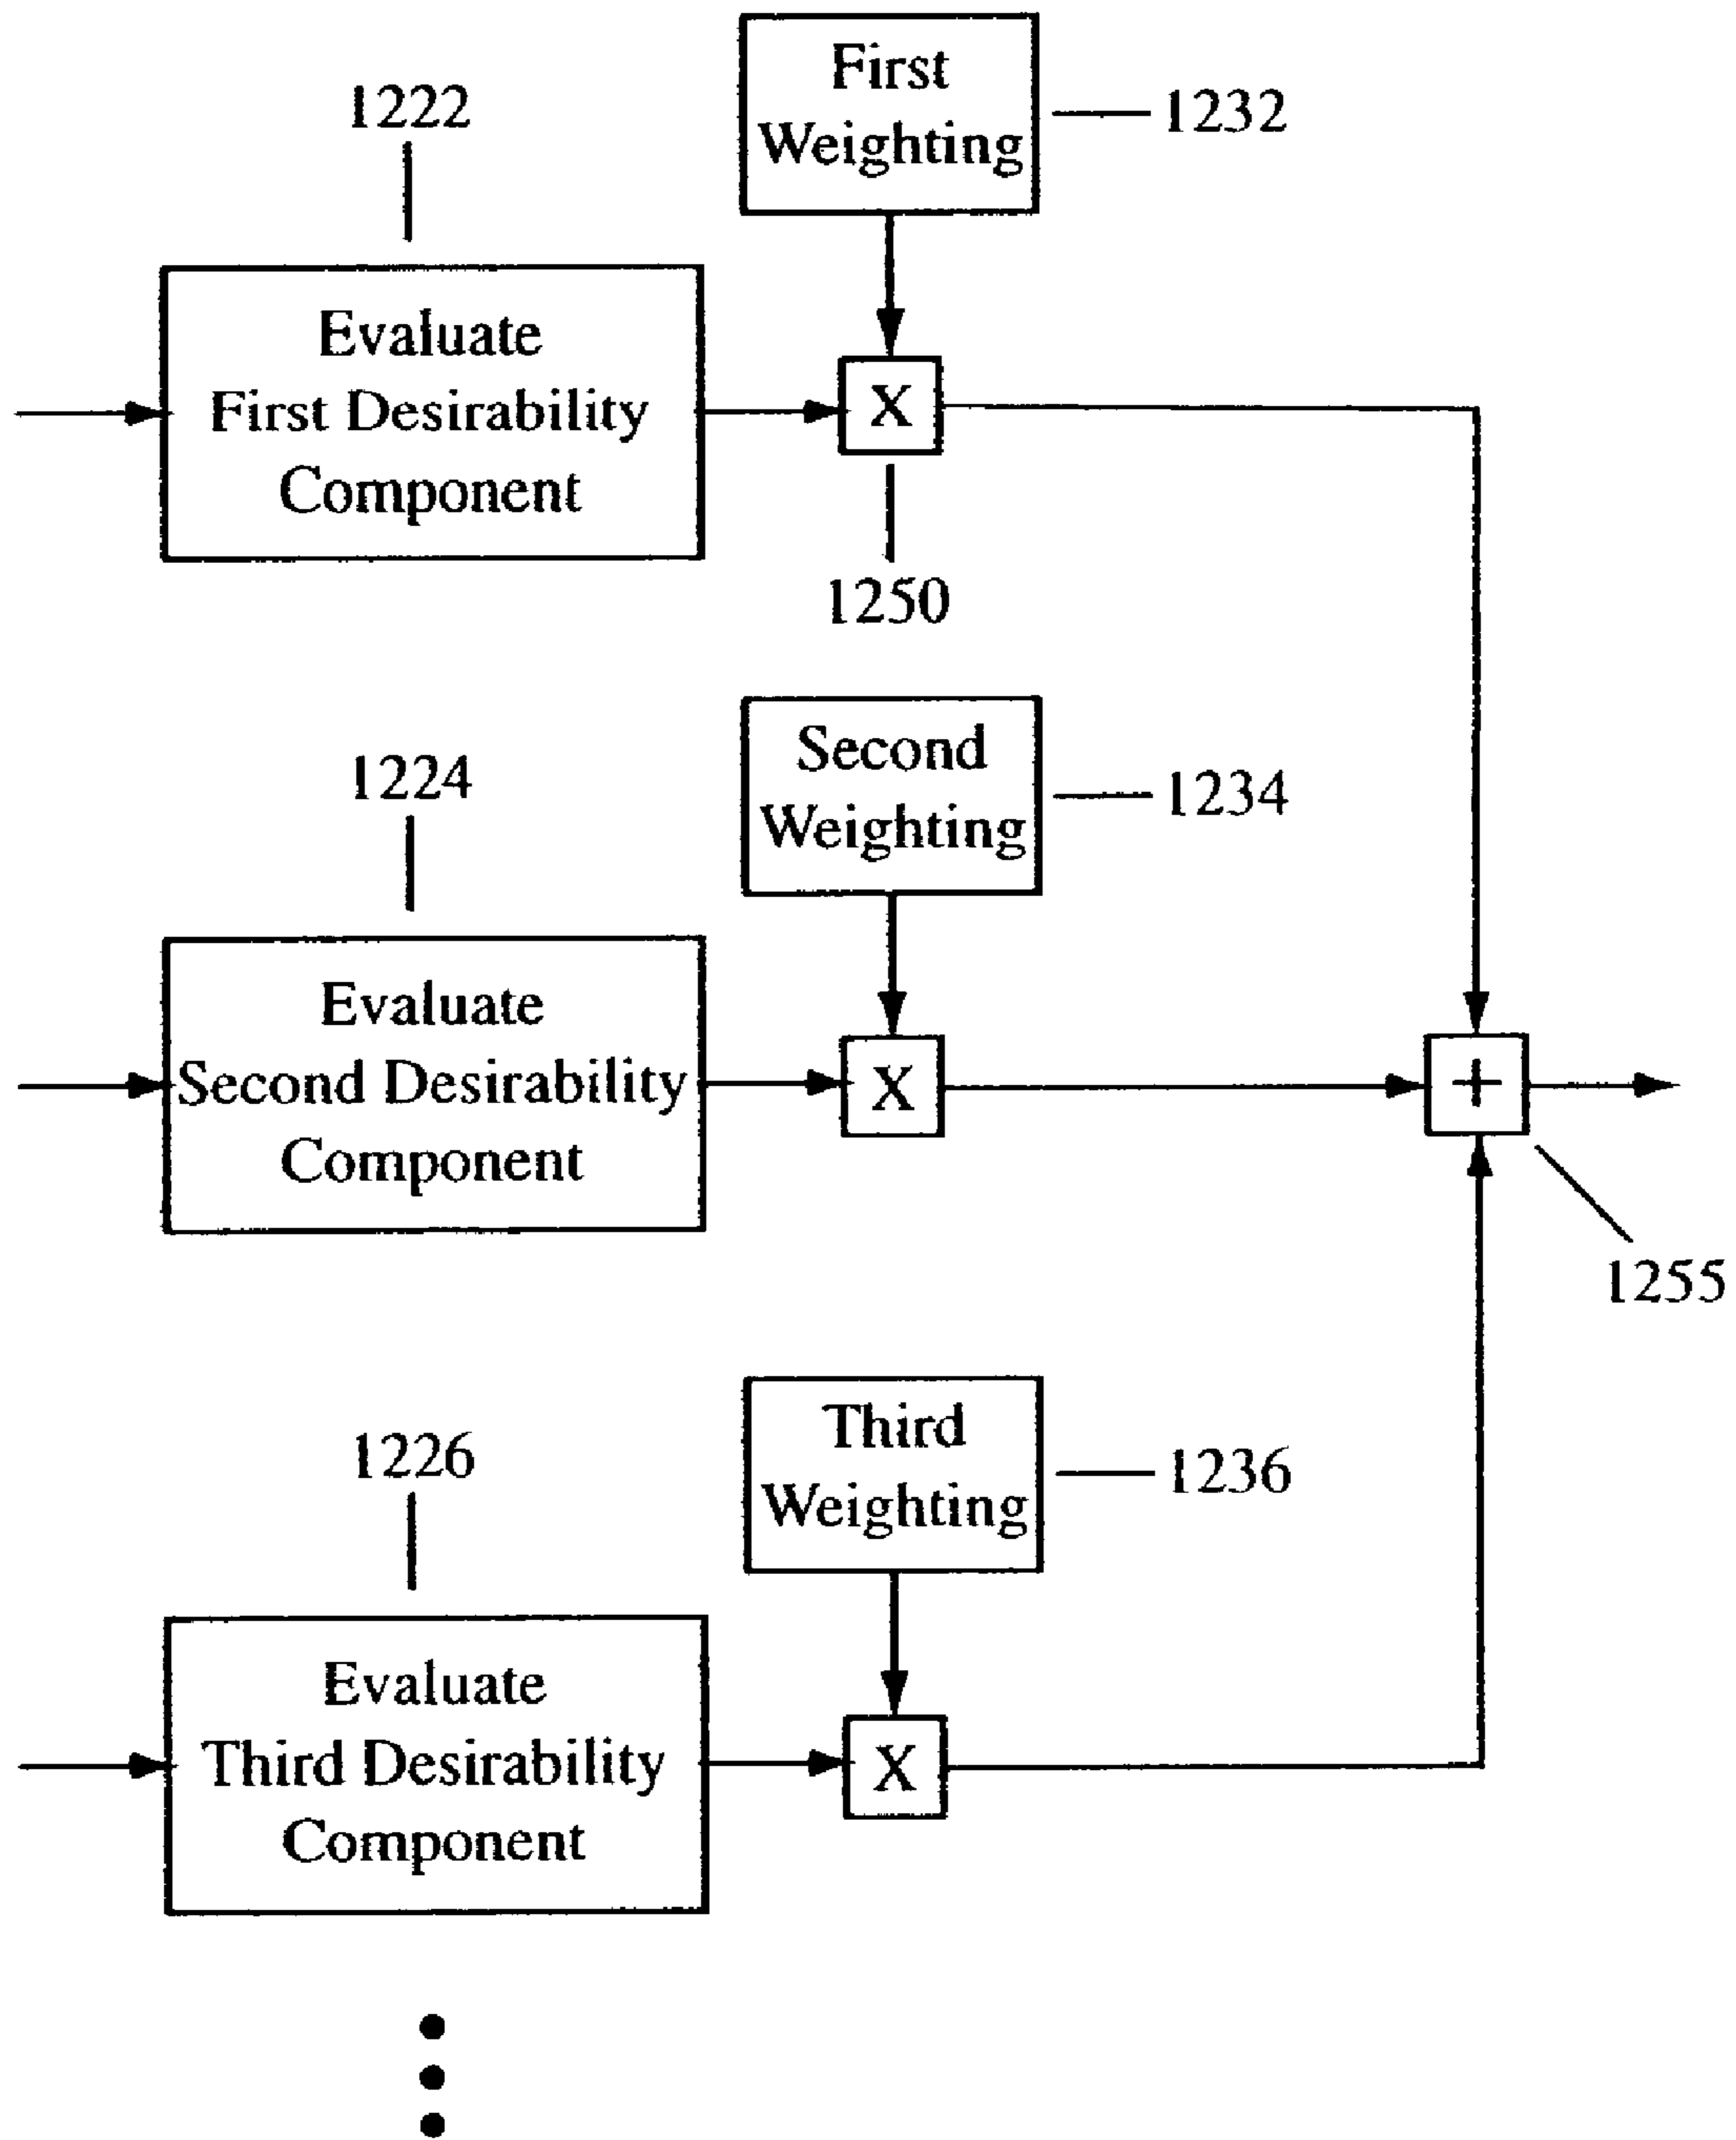 First
Weighting
1232
1222
Evaluate
First Desirability
Component
X
1250
Second
Weighting
1234
1224
Evaluate
Second Desirability
Component
X
+
1255
Third
Weighting
1236
1226
Evaluate
Third Desirability
Component
X